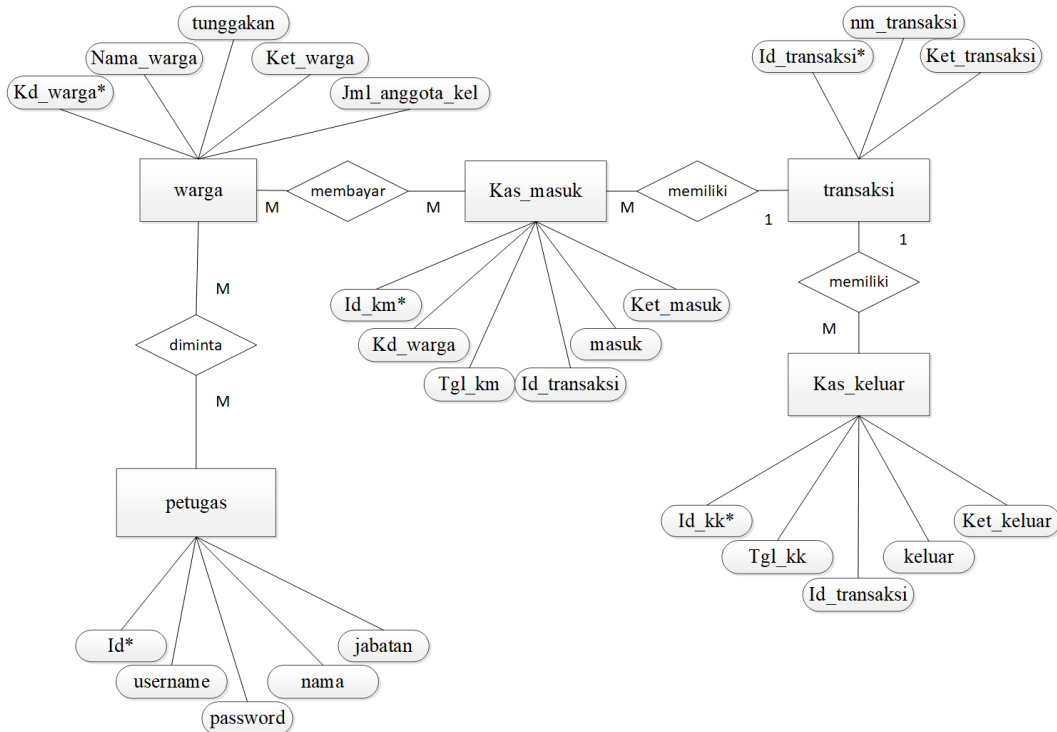 tunggakan
nm_transaksi
Nama_warga
Ket_warga
Id_transaksi*
Ket_transaksi
Kd_warga*
Jml_anggota_kel
warga
membayar
Kas_masuk
memiliki
transaksi
M
M
M
1
1
M
memiliki
Id_km*
Ket_masuk
Kd_warga
masuk
Tgl_km
Id_transaksi
M
diminta
M
Kas_keluar
petugas
Id_kk*
Ket_keluar
Tgl_kk
keluar
Id_transaksi
Id*
jabatan
username
nama
password